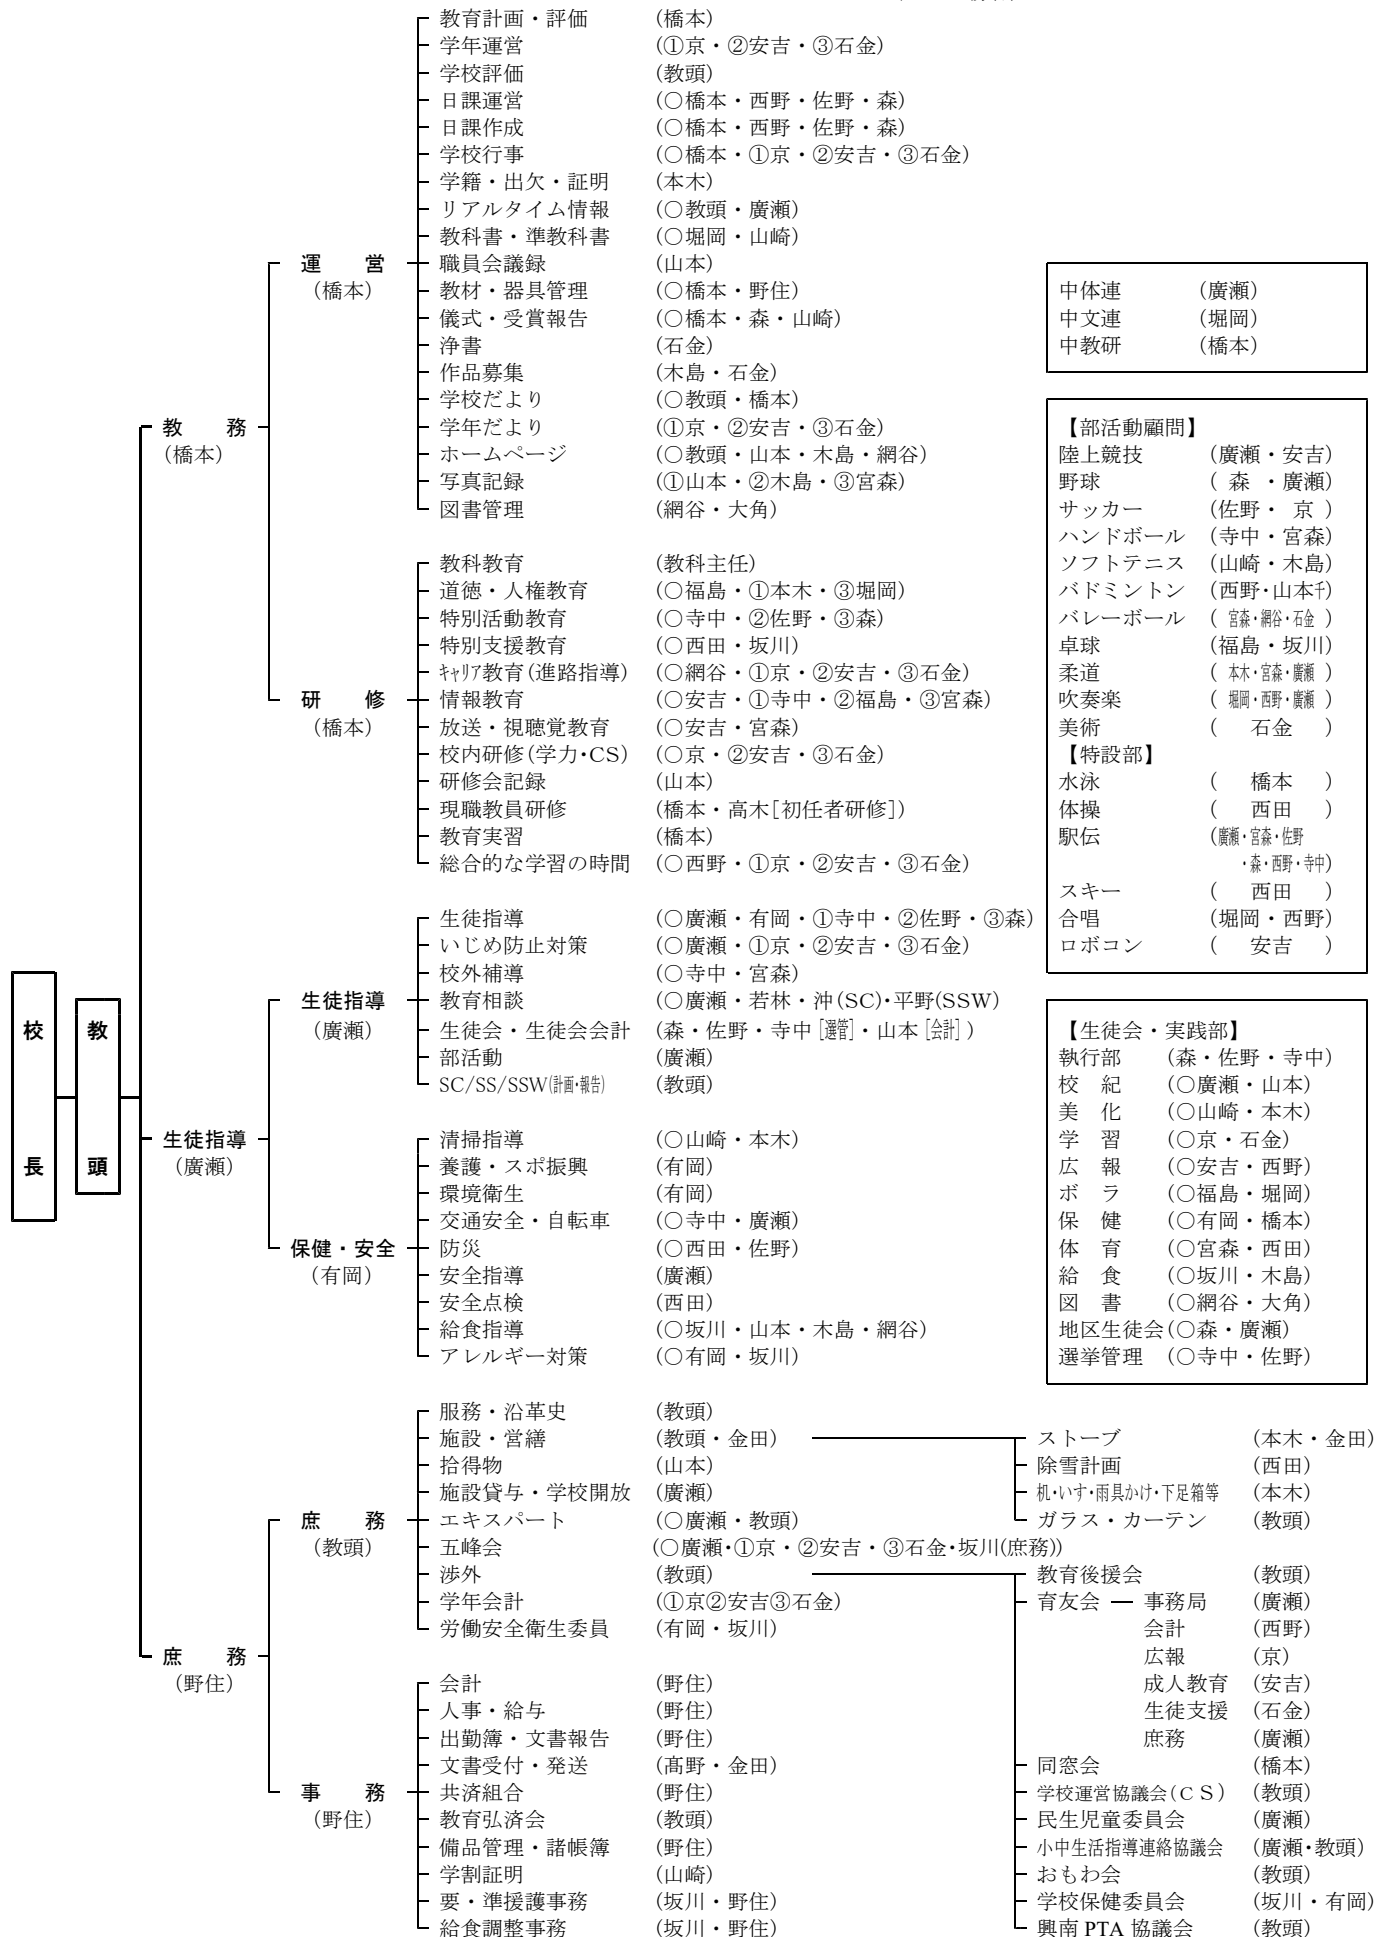 教育計画・評価 (橋本)
学年運営 (①京・②安吉・③石金)
学校評価 (教頭)
日課運営 (○橋本・西野・佐野・森)
日課作成 (○橋本・西野・佐野・森)
学校行事 (○橋本・①京・②安吉・③石金)
学籍・出欠・証明 (本木)
リアルタイム情報 (○教頭・廣瀬)
教科書・準教科書 (○堀岡・山崎)
運 営 職員会議録 (山本)
(橋本) 教材・器具管理 (○橋本・野住)
儀式・受賞報告 (○橋本・森・山崎)
浄書 (石金)
作品募集 (木島・石金)
学校だより (○教頭・橋本)
教 務 学年だより (①京・②安吉・③石金)
(橋本) ホームページ (○教頭・山本・木島・網谷)
写真記録 (①山本・②木島・③宮森)
図書管理 (網谷・大角)
教科教育 (教科主任)
道徳・人権教育 (○福島・①本木・③堀岡)
特別活動教育 (○寺中・②佐野・③森)
特別支援教育 (○西田・坂川)
キャリア教育(進路指導) (○網谷・①京・②安吉・③石金)
研 修 情報教育 (○安吉・①寺中・②福島・③宮森)
(橋本) 放送・視聴覚教育 (○安吉・宮森)
校内研修(学力・CS) (○京・②安吉・③石金)
研修会記録 (山本)
現職教員研修 (橋本・高木[初任者研修])
教育実習 (橋本)
総合的な学習の時間 (○西野・①京・②安吉・③石金)
生徒指導 (○廣瀬・有岡・①寺中・②佐野・③森)
いじめ防止対策 (○廣瀬・①京・②安吉・③石金)
校外補導 (○寺中・宮森)
生徒指導 教育相談 (○廣瀬・若林・沖(SC)・平野(SSW)
(廣瀬) 生徒会・生徒会会計 (森・佐野・寺中[選管]・山本[会計])
部活動 (廣瀬)
SC/SS/SSW(計画・報告) (教頭)
校長
教頭
生徒指導 清掃指導 (○山崎・本木)
(廣瀬) 養護・スポ振興 (有岡)
環境衛生 (有岡)
交通安全・自転車 (○寺中・廣瀬)
保健・安全 防災 (○西田・佐野)
(有岡) 安全指導 (廣瀬)
安全点検 (西田)
給食指導 (○坂川・山本・木島・網谷)
アレルギー対策 (○有岡・坂川)
服務・沿革史 (教頭)
施設・営繕 (教頭・金田)
拾得物 (山本)
施設貸与・学校開放 (廣瀬)
庶 務 エキスパート (○廣瀬・教頭)
(教頭) 五峰会 (○廣瀬・①京・②安吉・③石金・坂川(庶務))
渉外 (教頭)
学年会計 (①京②安吉③石金)
労働安全衛生委員 (有岡・坂川)
庶 務
(野住) 会計 (野住)
人事・給与 (野住)
出勤簿・文書報告 (野住)
文書受付・発送 (髙野・金田)
事 務 共済組合 (野住)
(野住) 教育弘済会 (教頭)
備品管理・諸帳簿 (野住)
学割証明 (山崎)
要・準援護事務 (坂川・野住)
給食調整事務 (坂川・野住)
中体連 (廣瀬)
中文連 (堀岡)
中教研 (橋本)
【部活動顧問】
陸上競技 (廣瀬・安吉)
野球 (森・廣瀬)
サッカー (佐野・京)
ハンドボール (寺中・宮森)
ソフトテニス (山崎・木島)
バドミントン (西野・山本千)
バレーボール (宮森・網谷・石金)
卓球 (福島・坂川)
柔道 (本木・宮森・廣瀬)
吹奏楽 (堀岡・西野・廣瀬)
美術 (石金)
【特設部】
水泳 (橋本)
体操 (西田)
駅伝 (廣瀬・宮森・佐野
・森・西野・寺中)
スキー (西田)
合唱 (堀岡・西野)
ロボコン (安吉)
【生徒会・実践部】
執行部 (森・佐野・寺中)
校 紀 (○廣瀬・山本)
美 化 (○山崎・本木)
学 習 (○京・石金)
広 報 (○安吉・西野)
ボ ラ (○福島・堀岡)
保 健 (○有岡・橋本)
体 育 (○宮森・西田)
給 食 (○坂川・木島)
図 書 (○網谷・大角)
地区生徒会(○森・廣瀬)
選挙管理 (○寺中・佐野)
ストーブ (本木・金田)
除雪計画 (西田)
机・いす・雨具かけ・下足箱等 (本木)
ガラス・カーテン (教頭)
教育後援会 (教頭)
育友会 事務局 (廣瀬)
会計 (西野)
広報 (京)
成人教育 (安吉)
生徒支援 (石金)
庶務 (廣瀬)
同窓会 (橋本)
学校運営協議会(CS) (教頭)
民生児童委員会 (廣瀬)
小中生活指導連絡協議会 (廣瀬・教頭)
おもわ会 (教頭)
学校保健委員会 (坂川・有岡)
興南 PTA 協議会 (教頭)